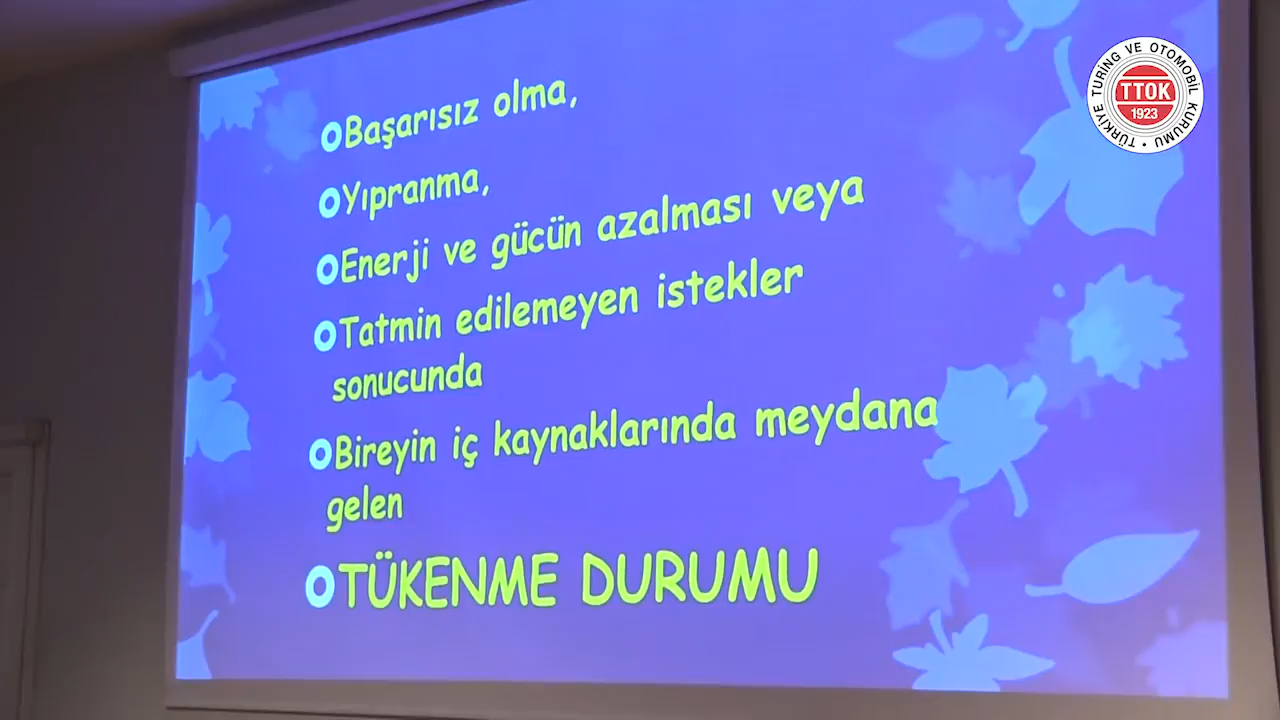 Başarısız olma,
Yıpranma,
Enerji ve gücün azalması veya
Tatmin edilemeyen istekler
sonucunda
Bireyin iç kaynaklarında meydana
gelen
TÜKENME DURUMU
TÜRKİYE TURİNG VE OTOMOBİL KURUMU •
TTOK
1923